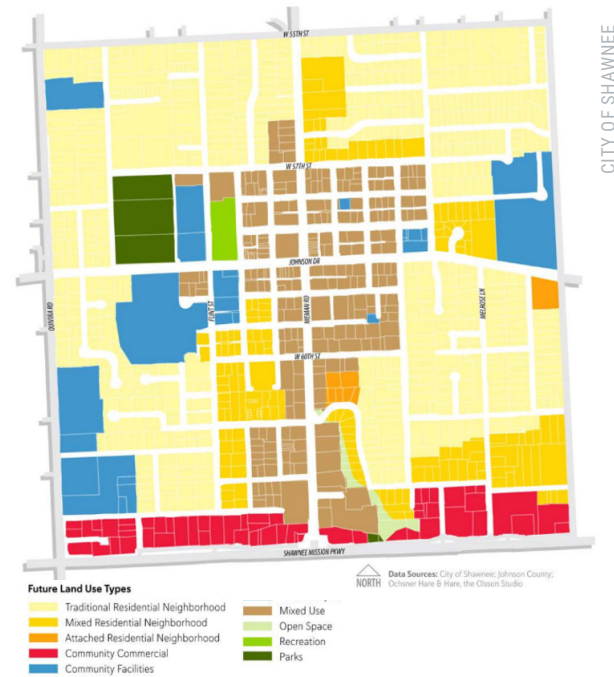 CITY OF SHAWNEE
W 55TH ST
W 57TH ST
JOHNSON DR
QUIVIRA RD
FLINT ST
NIEMAN RD
MELROSE LN
W 60TH ST
SHAWNEE MISSION PKWY
NORTH
Data Sources: City of Shawnee; Johnson County;
Ochsner Hare & Hare, the Olsson Studio
Future Land Use Types
Traditional Residential Neighborhood
Mixed Residential Neighborhood
Attached Residential Neighborhood
Community Commercial
Community Facilities
Mixed Use
Open Space
Recreation
Parks